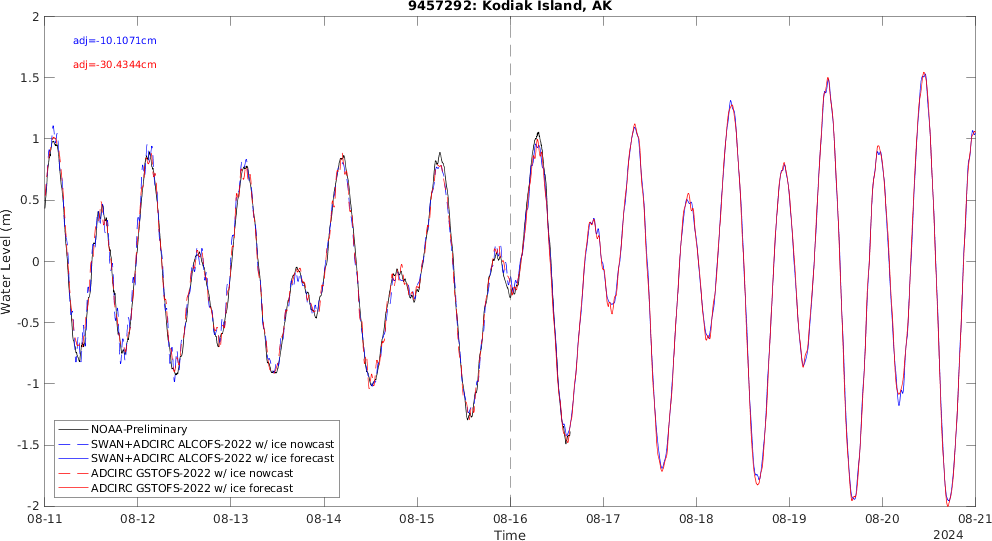 9457292: Kodiak Island, AK
adj=-10.1071cm
adj=-30.4344cm
2
1.5
1
0.5
0
-0.5
-1
-1.5
-2
Water Level (m)
NOAA-Preliminary
SWAN+ADCIRC ALCOFS-2022 w/ ice nowcast
SWAN+ADCIRC ALCOFS-2022 w/ ice forecast
ADCIRC GSTOFS-2022 w/ ice nowcast
ADCIRC GSTOFS-2022 w/ ice forecast
08-11 08-12 08-13 08-14 08-15 08-16 08-17 08-18 08-19 08-20 08-21
Time
2024